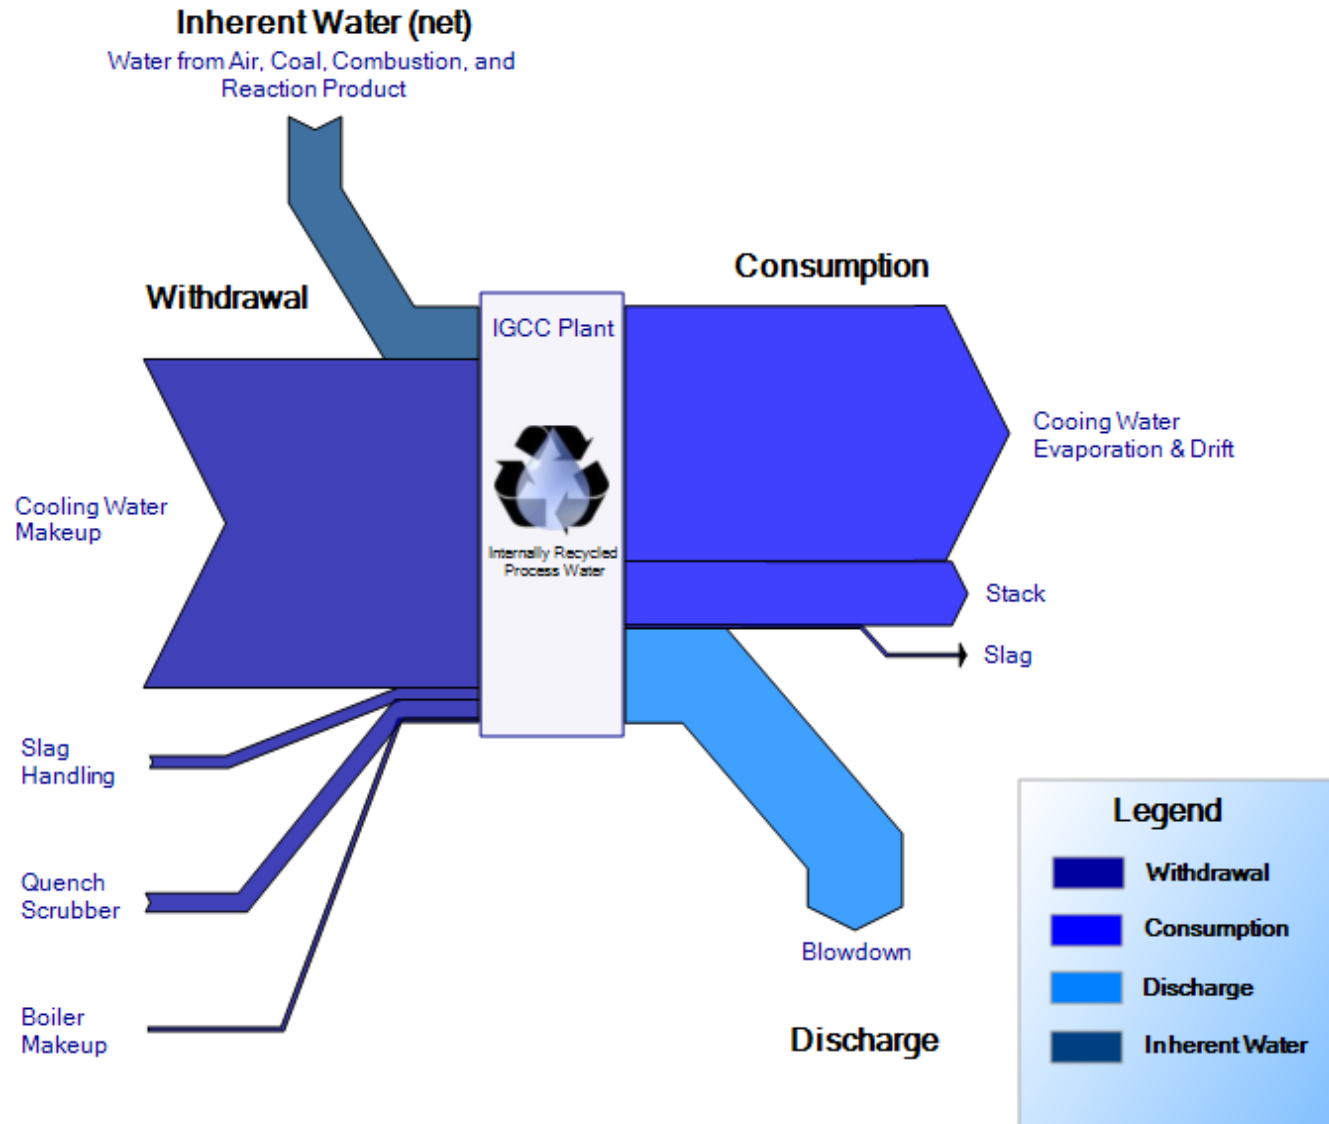 Inherent Water (net)
Water from Air, Coal, Combustion, and
Reaction Product
Withdrawal
Consumption
IGCC Plant
Cooing Water
Evaporation & Drift
Cooling Water
Makeup
Internally Recycled
Process Water
Stack
Slag
Slag
Handling
Quench
Scrubber
Boiler
Makeup
Blowdown
Discharge
Legend
Withdrawal
Consumption
Discharge
Inherent Water